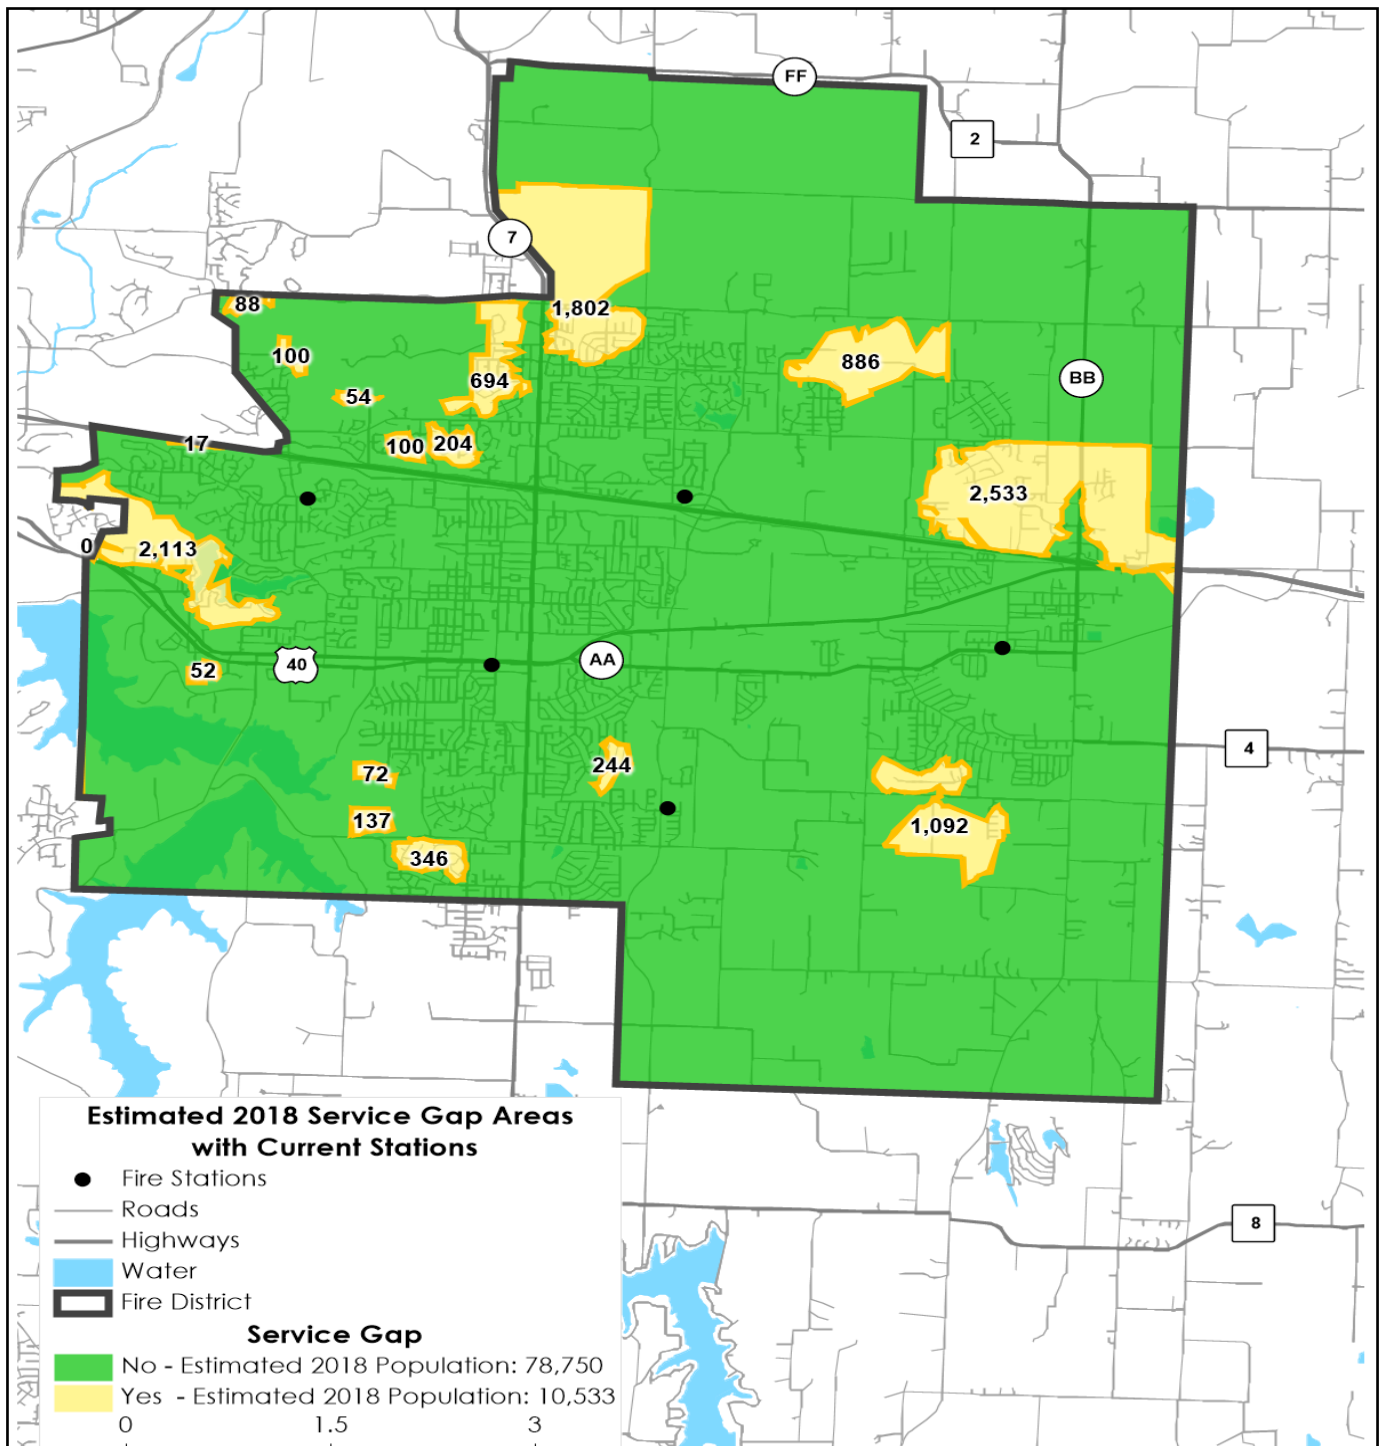 FF
2
7
88
1,802
100
886
694
BB
54
17
100
204
2,533
0
2,113
40
AA
52
4
244
72
137
1,092
346
Estimated 2018 Service Gap Areas
with Current Stations
Fire Stations
Roads
Highways
Water
Fire District
8
Service Gap
No - Estimated 2018 Population: 78,750
Yes - Estimated 2018 Population: 10,533
0 1.5 3